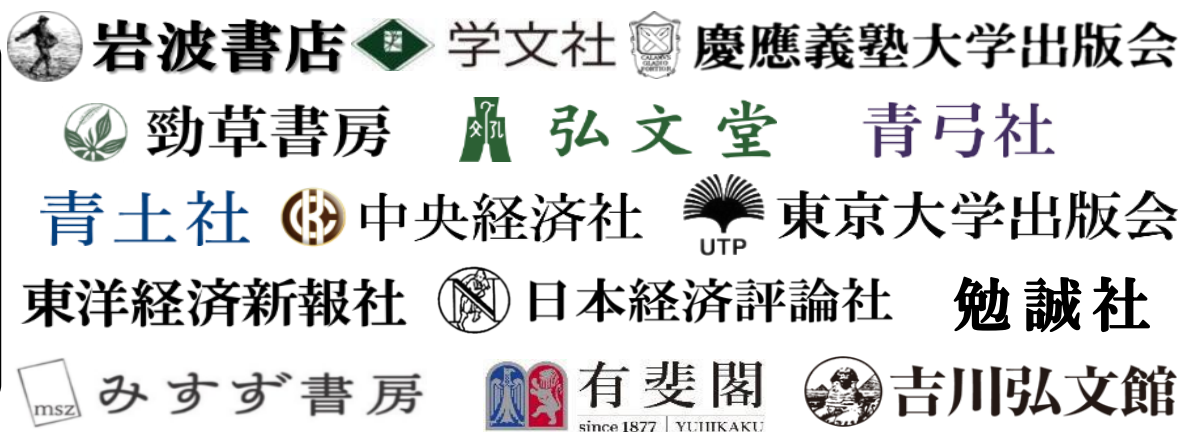 岩波書店 学文社 CALAMVS GLADIO FORTIOR 慶應義塾大学出版会
勁草書房 弘文堂 青弓社
青土社 中央経済社 UTP 東京大学出版会
東洋経済新報社 N 日本経済評論社 勉誠社
msz みすず書房 有斐閣 吉川弘文館
since 1877 YUHIKAKU